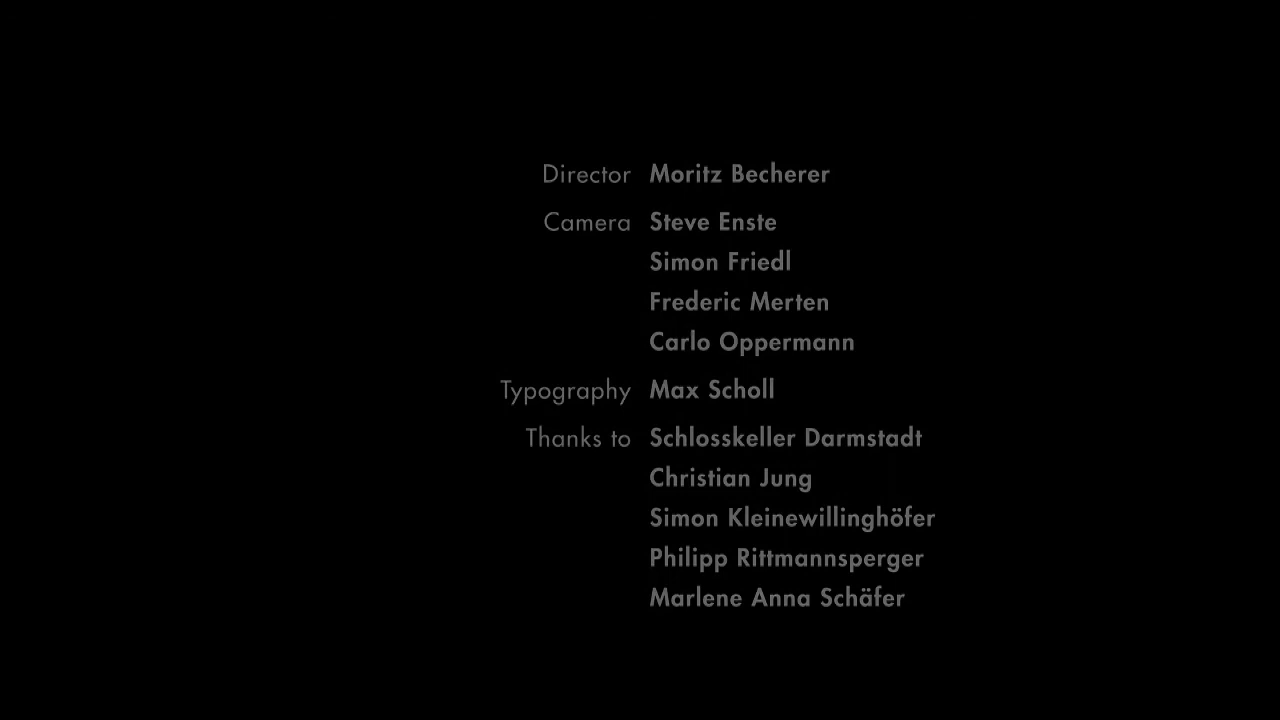 Director Moritz Becherer
Camera Steve Enste
Simon Friedl
Frederic Merten
Carlo Oppermann
Typography Max Scholl
Thanks to Schlosskeller Darmstadt
Christian Jung
Simon Kleinewillinghöfer
Philipp Rittmannsperger
Marlene Anna Schäfer